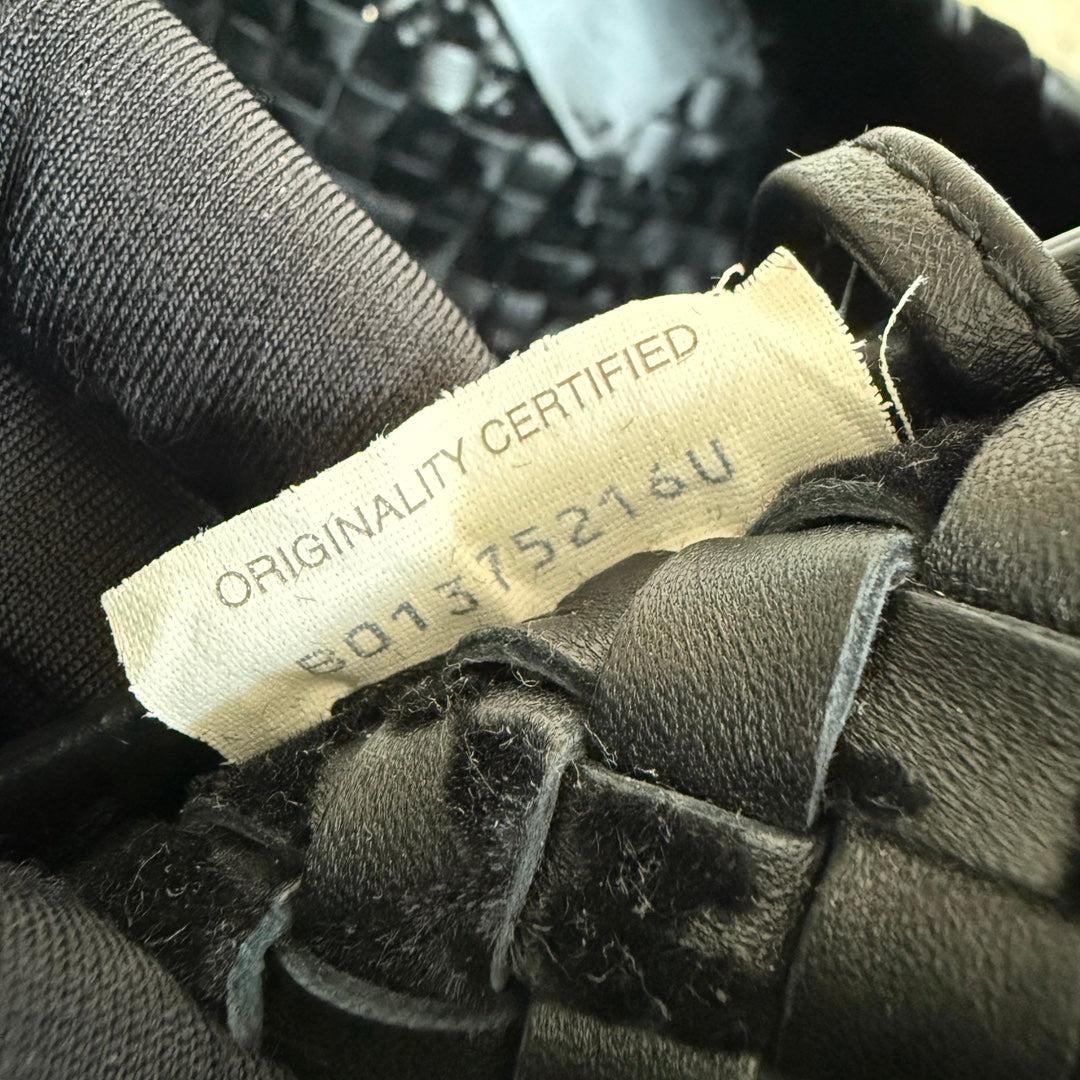 ORIGINALITY CERTIFIED
B01375216U